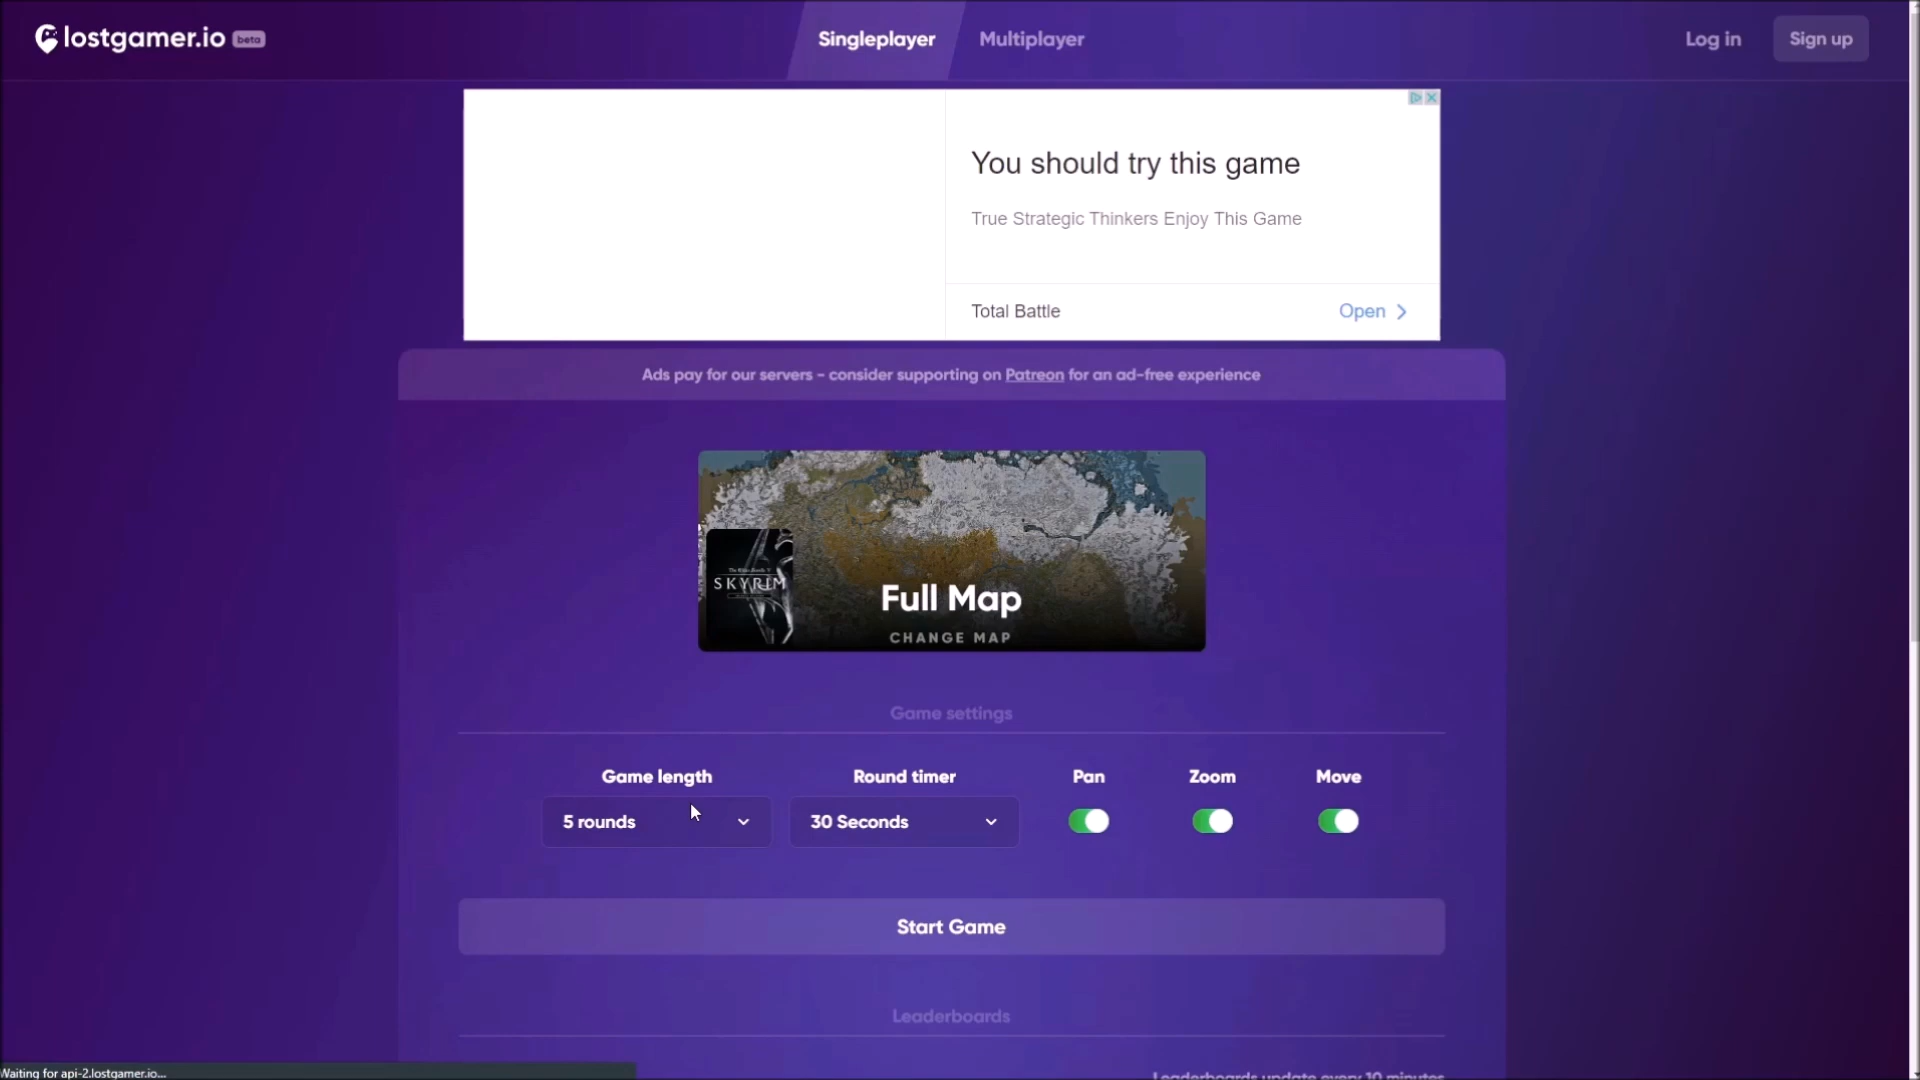 lostgamer.io beta
Singleplayer
Multiplayer
Log in
Sign up
You should try this game
True Strategic Thinkers Enjoy This Game
Total Battle
Open
Ads pay for our servers - consider supporting on Patreon for an ad-free experience
SKYRIM
Full Map
CHANGE MAP
Game settings
Game length
Round timer
Pan
Zoom
Move
5 rounds
30 Seconds
Start Game
Leaderboards
Leaderboards update every 10 minutes
Waiting for api-2.lostgamer.io...